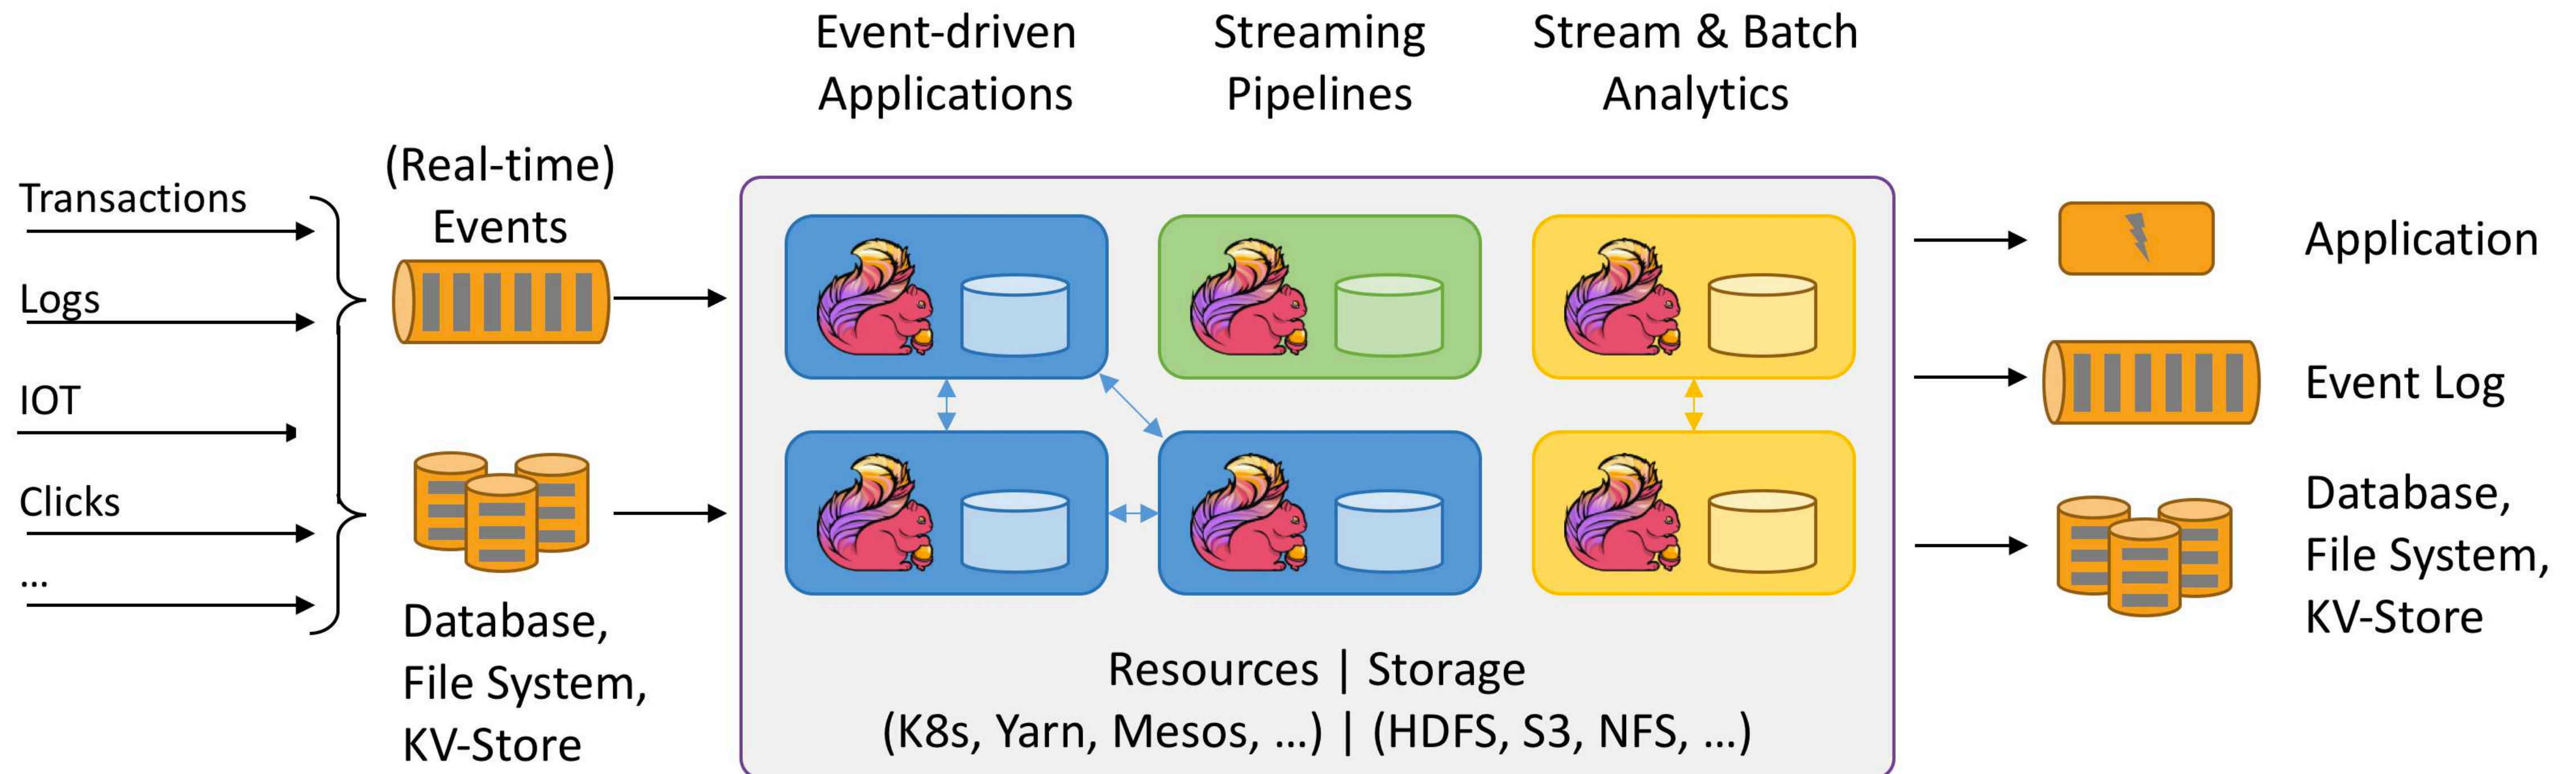 Event-driven
Applications
Streaming
Pipelines
Stream & Batch
Analytics
Transactions
Logs
IOT
Clicks
...
(Real-time)
Events
Database,
File System,
KV-Store
Resources | Storage
(K8s, Yarn, Mesos, ...) | (HDFS, S3, NFS, ...)
Application
Event Log
Database,
File System,
KV-Store